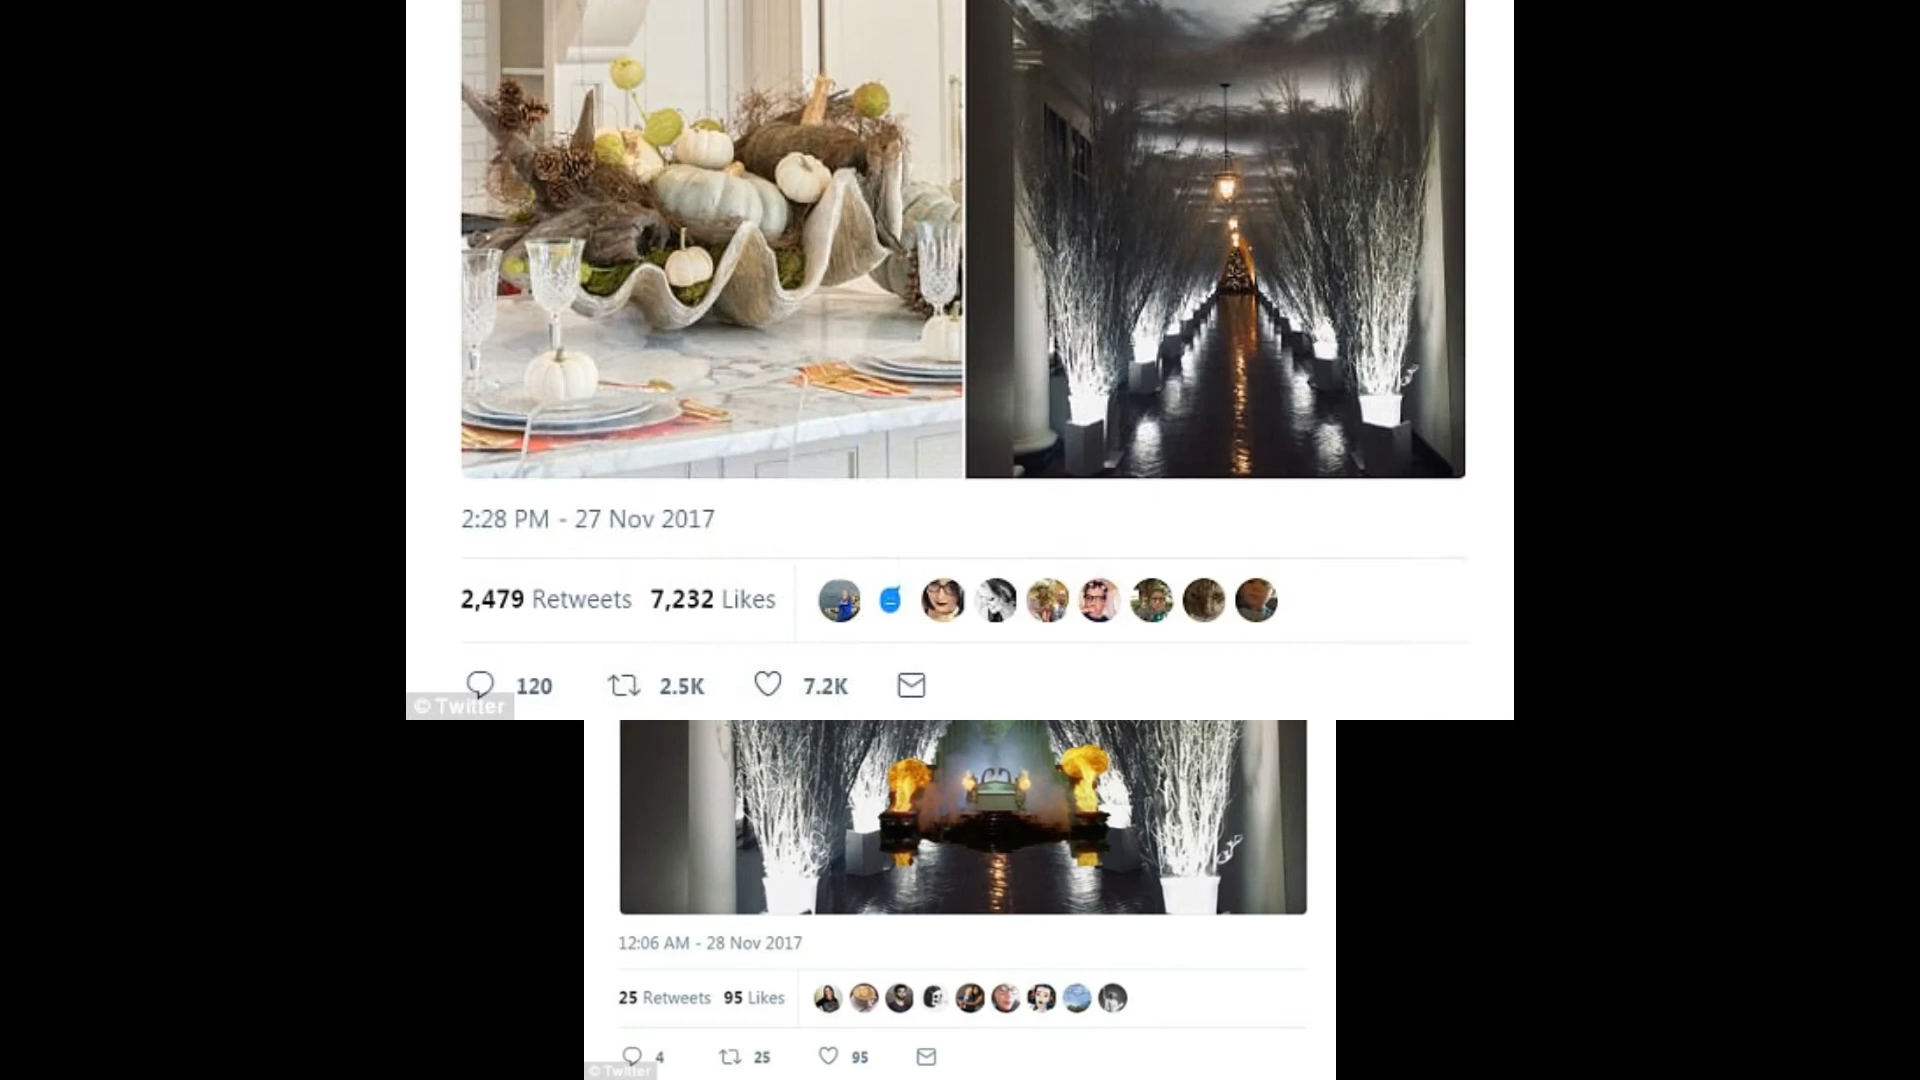 2:28 PM - 27 Nov 2017
2,479 Retweets 7,232 Likes
120 2.5K 7.2K
© Twitter
12:06 AM - 28 Nov 2017
25 Retweets 95 Likes
4 25 95
© Twitter